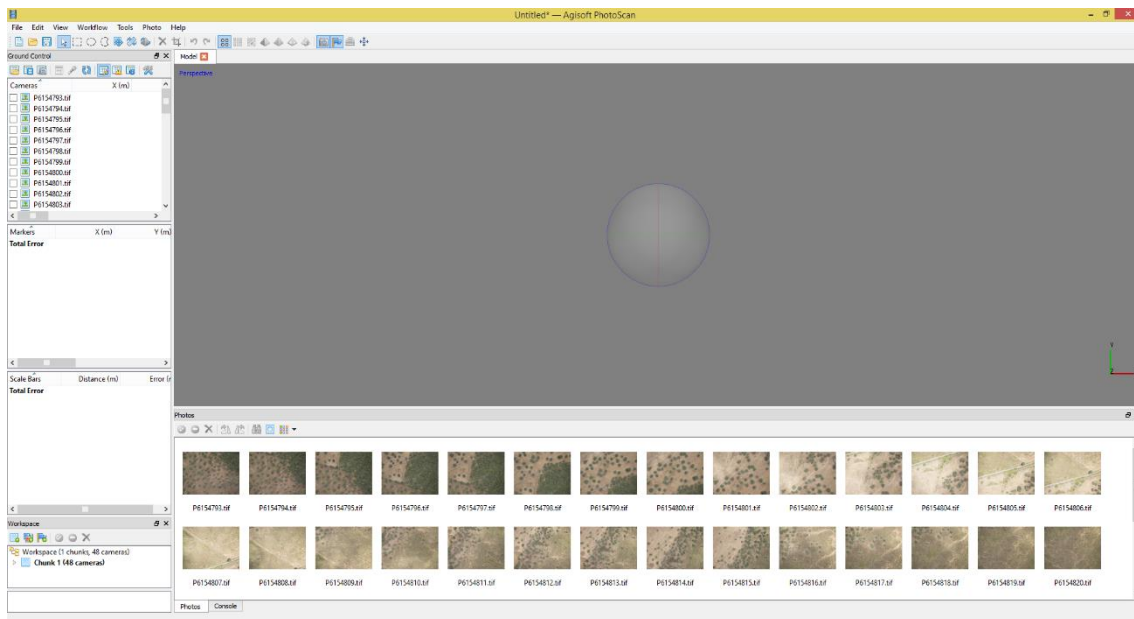 Untitled* — Agisoft PhotoScan
File Edit View Workflow Tools Photo Help
Ground Control
Model
Perspective
Cameras X (m)
P6154793.tif
P6154794.tif
P6154795.tif
P6154796.tif
P6154797.tif
P6154798.tif
P6154799.tif
P6154800.tif
P6154801.tif
P6154802.tif
P6154803.tif
Markers X (m) Y (m)
Total Error
Y
Z
Scale Bars Distance (m) Error (r
Total Error
Photos
P6154793.tif P6154794.tif P6154795.tif P6154796.tif P6154797.tif P6154798.tif P6154799.tif P6154800.tif P6154801.tif P6154802.tif P6154803.tif P6154804.tif P6154805.tif P6154806.tif
Workspace
Workspace (1 chunks, 48 cameras)
Chunk 1 (48 cameras)
P6154807.tif P6154808.tif P6154809.tif P6154810.tif P6154811.tif P6154812.tif P6154813.tif P6154814.tif P6154815.tif P6154816.tif P6154817.tif P6154818.tif P6154819.tif P6154820.tif
Photos Console